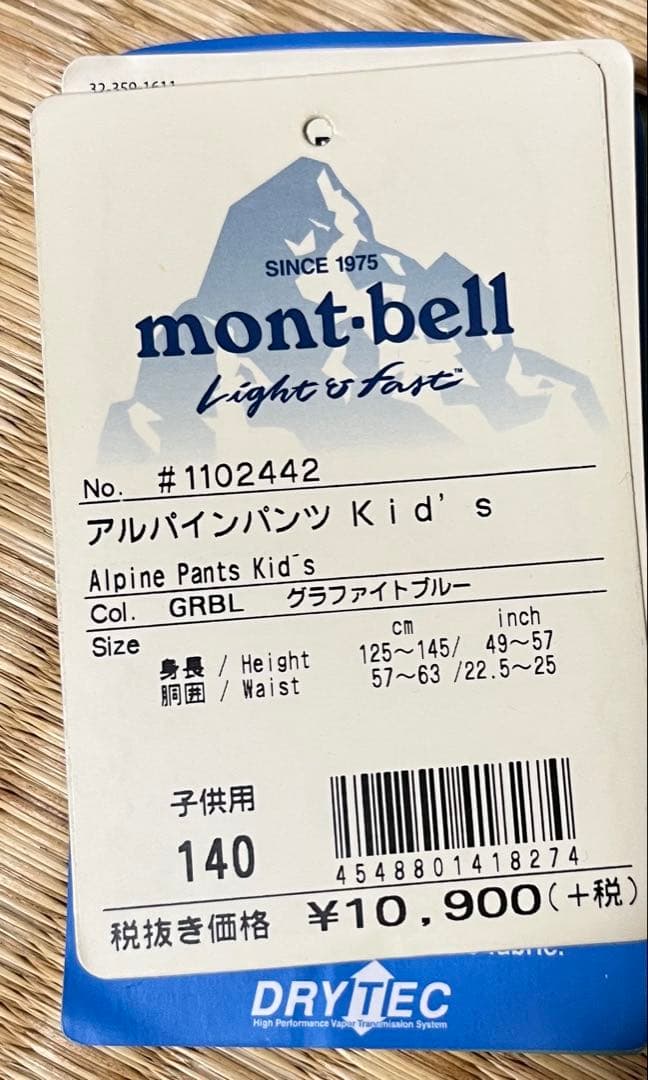 SINCE 1975
mont-bell
Light & Fast™
No. #1102442
アルパインパンツ Kid's
Alpine Pants Kid's
Col. GRBL グラファイトブルー
Size cm inch
身長 / Height 125～145/ 49～57
胴囲 / Waist 57～63 /22.5～25
子供用
140
4548801418274
税抜き価格 ¥10,900(+税)
DRYTEC
High Performance Vapor Transmission System